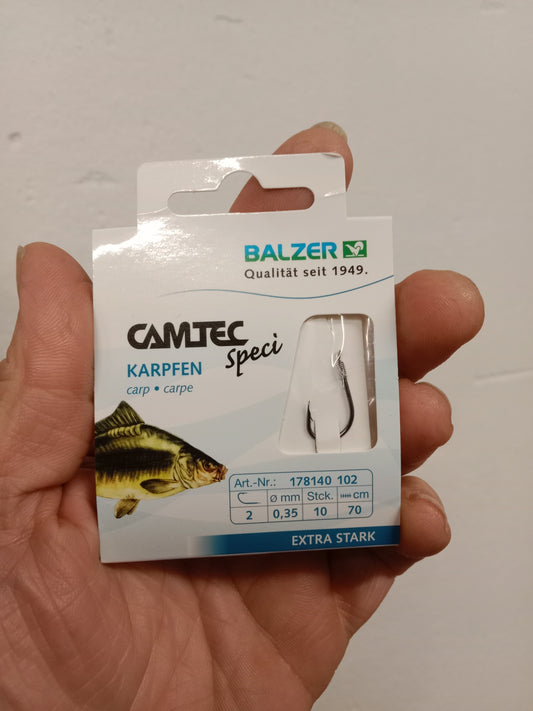 BALZER
Qualität seit 1949.
CAMTEC
Speci
KARPFEN
carp • carpe
Art.-Nr.: 178140 102
ø mm Stck. cm
2 0,35 10 70
EXTRA STARK